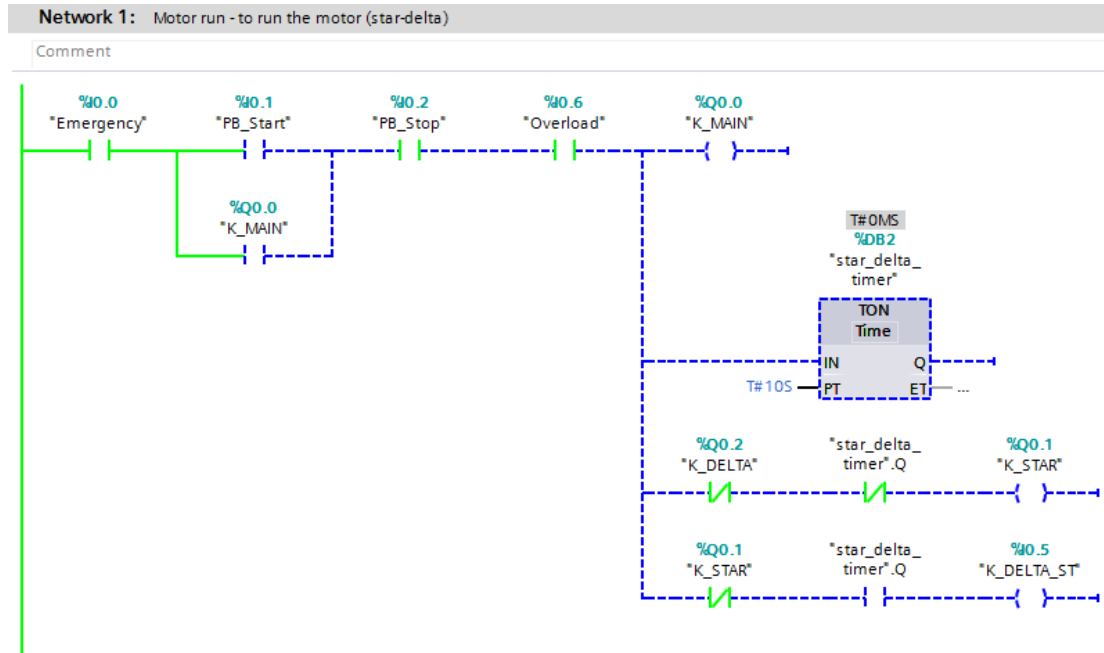 Network 1: Motor run - to run the motor (star-delta)
Comment
%I0.0 %I0.1 %I0.2 %I0.6 %Q0.0
"Emergency" "PB_Start" "PB_Stop" "Overload" "K_MAIN"
%Q0.0
"K_MAIN"
T#0MS
%DB2
"star_delta_
timer"
TON
Time
IN Q
T#10S PT ET ...
%Q0.2 "star_delta_ %Q0.1
"K_DELTA" timer".Q "K_STAR"
%Q0.1 "star_delta_ %I0.5
"K_STAR" timer".Q "K_DELTA_ST"